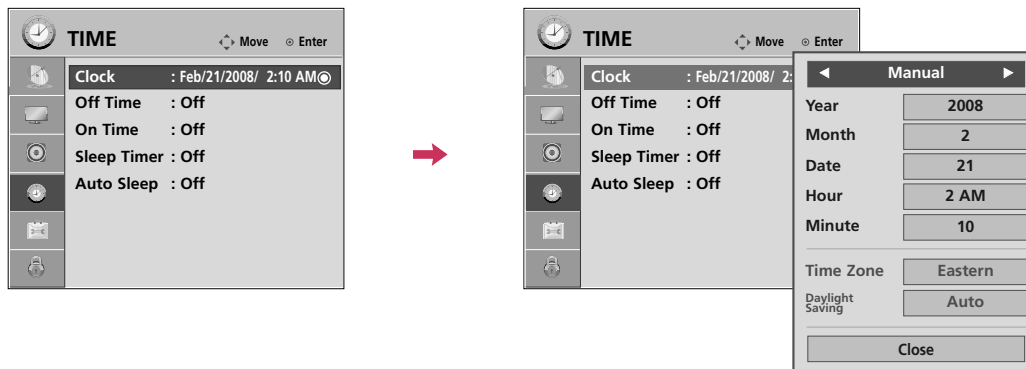 TIME Move Enter
Clock : Feb/21/2008/ 2:10 AM
Off Time : Off
On Time : Off
Sleep Timer : Off
Auto Sleep : Off
TIME Move Enter
Clock : Feb/21/2008/ 2:
Off Time : Off
On Time : Off
Sleep Timer : Off
Auto Sleep : Off
Manual
Year 2008
Month 2
Date 21
Hour 2 AM
Minute 10
Time Zone Eastern
Daylight
Saving Auto
Close